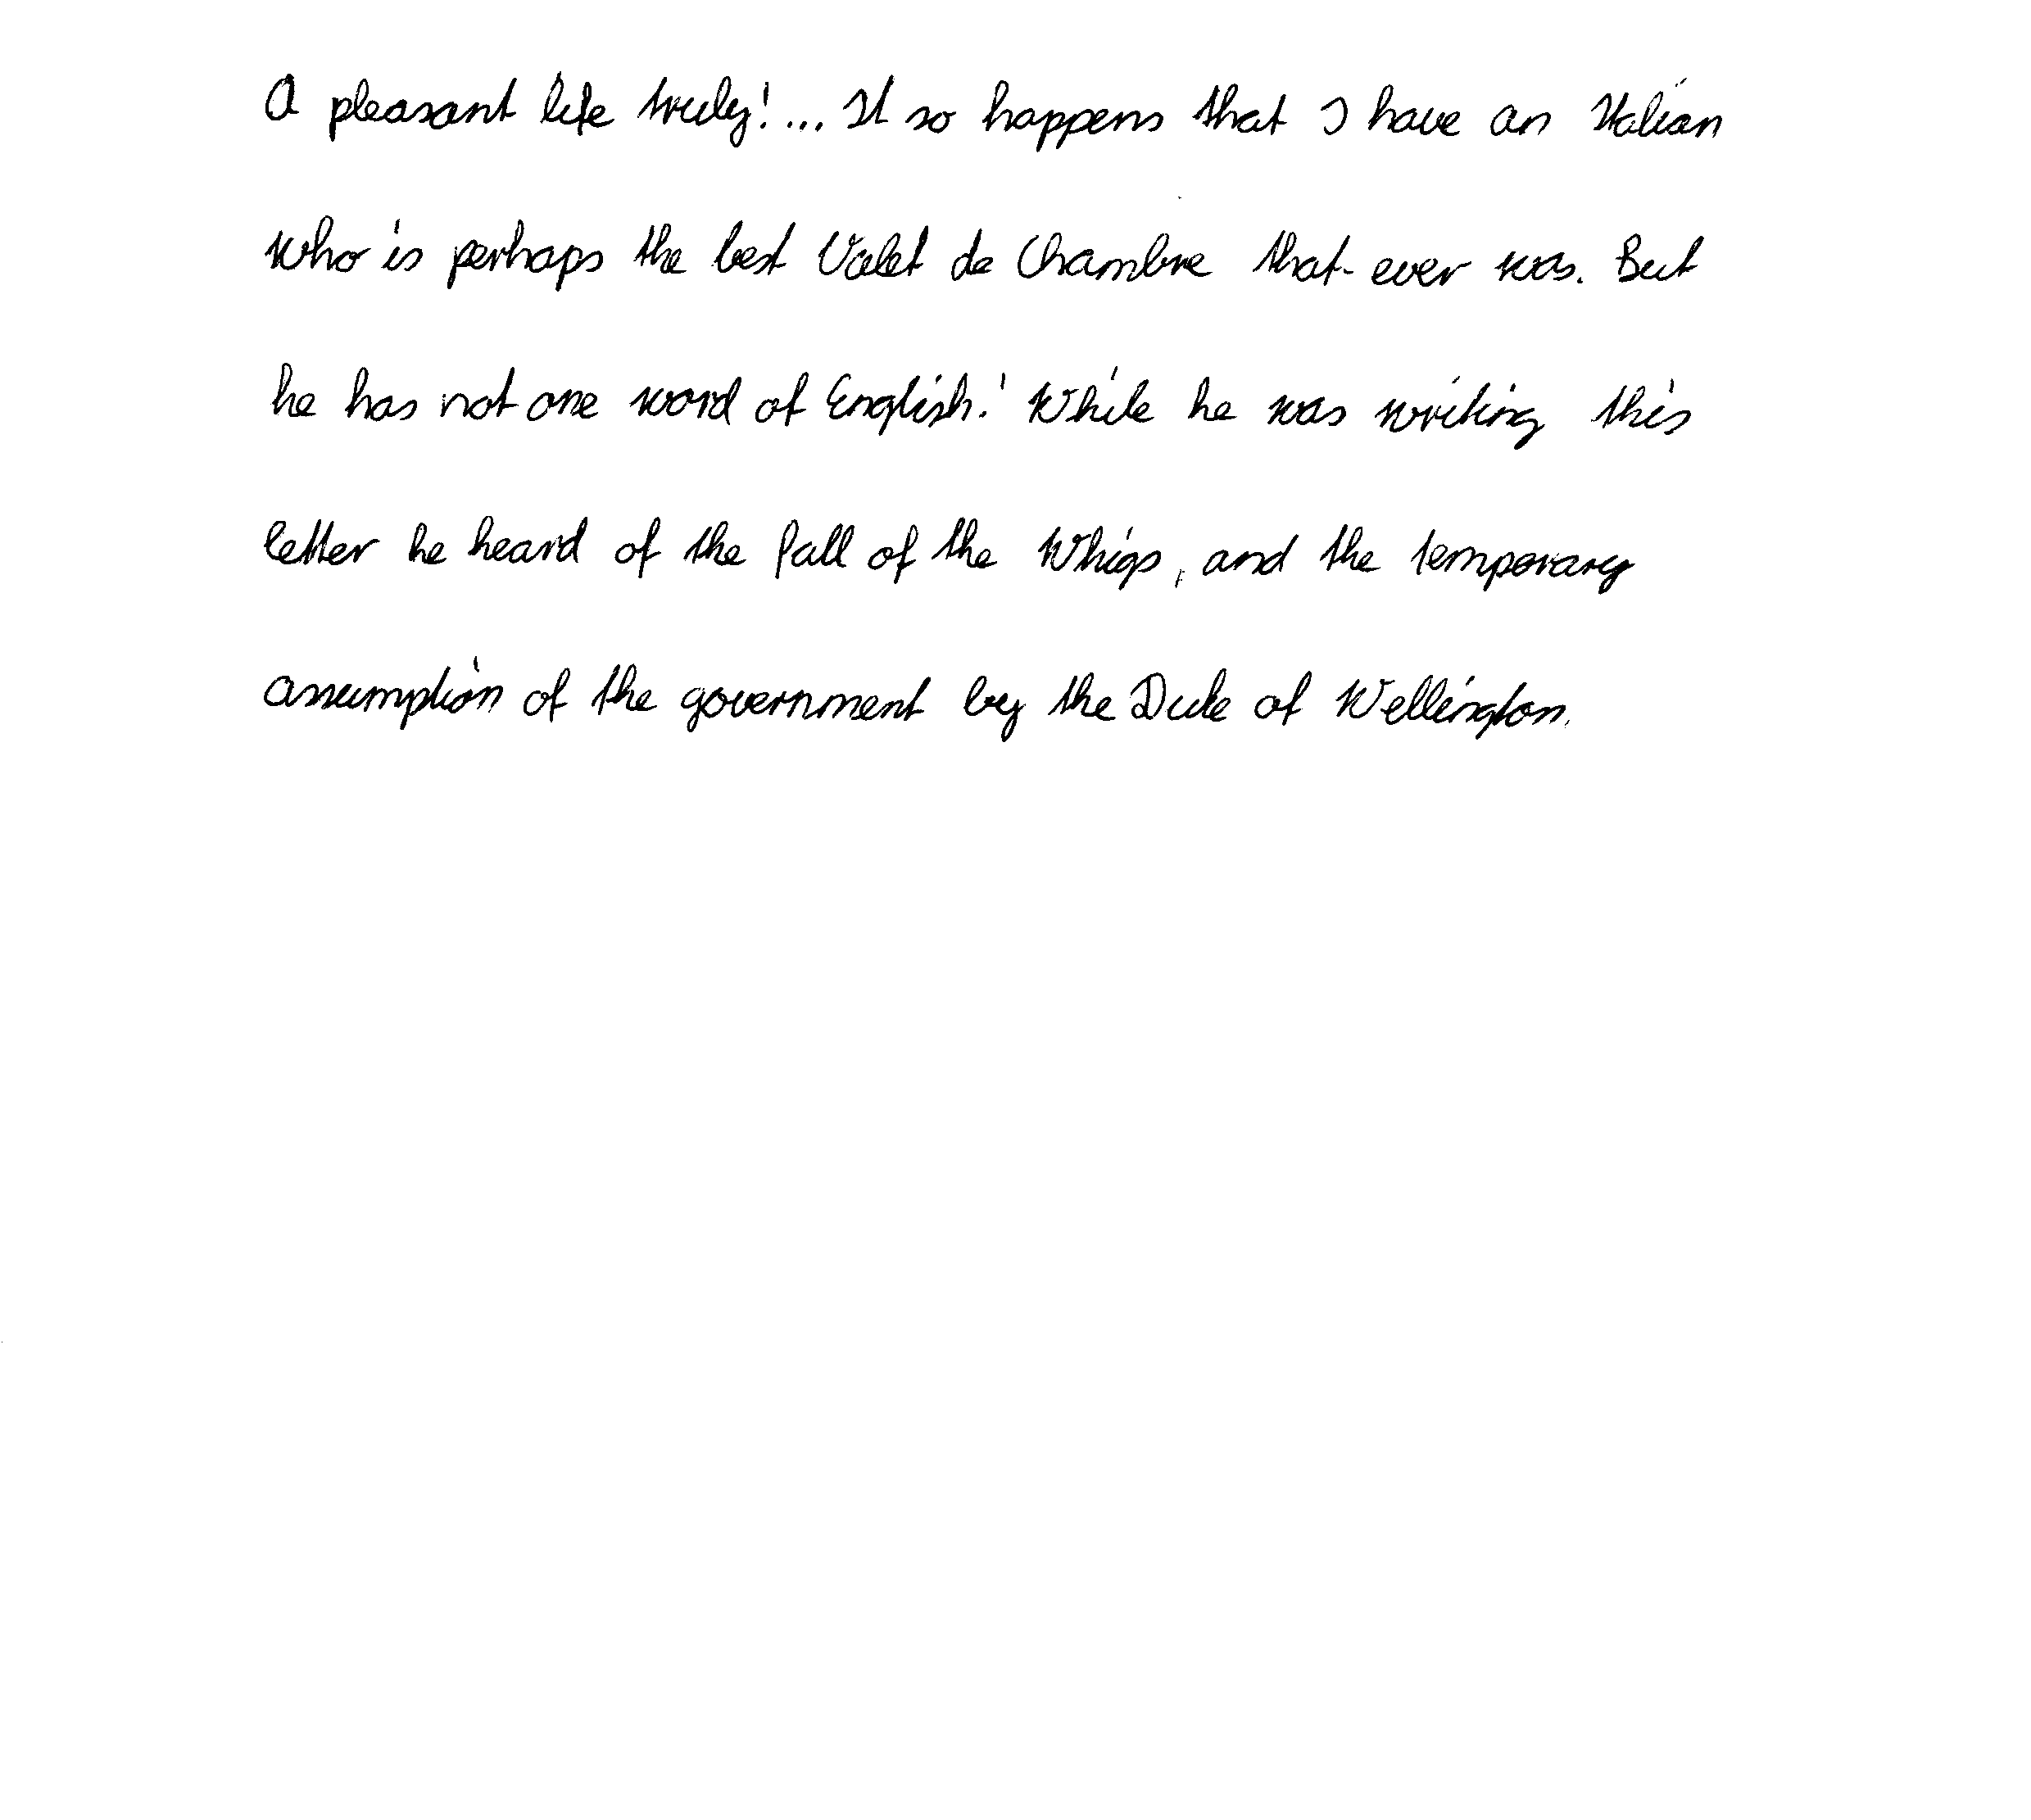 A pleasant life truly! ... It so happens that I have an Italian
who is perhaps the best Valet de Chambre that ever was. But
he has not one word of English.' While he was writing this
letter he heard of the fall of the Whigs, and the temporary
assumption of the government by the Duke of Wellington.